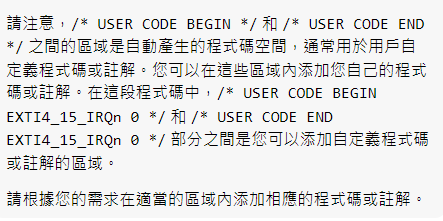 請注意，/* USER CODE BEGIN */ 和 /* USER CODE END
*/ 之間的區域是自動產生的程式碼空間，通常用於用戶自
定義程式碼或註解。您可以在這些區域內添加您自己的程式
碼或註解。在這段程式碼中，/* USER CODE BEGIN
EXTI4_15_IRQn 0 */ 和 /* USER CODE END
EXTI4_15_IRQn 0 */ 部分之間是您可以添加自定義程式碼
或註解的區域。
請根據您的需求在適當的區域內添加相應的程式碼或註解。